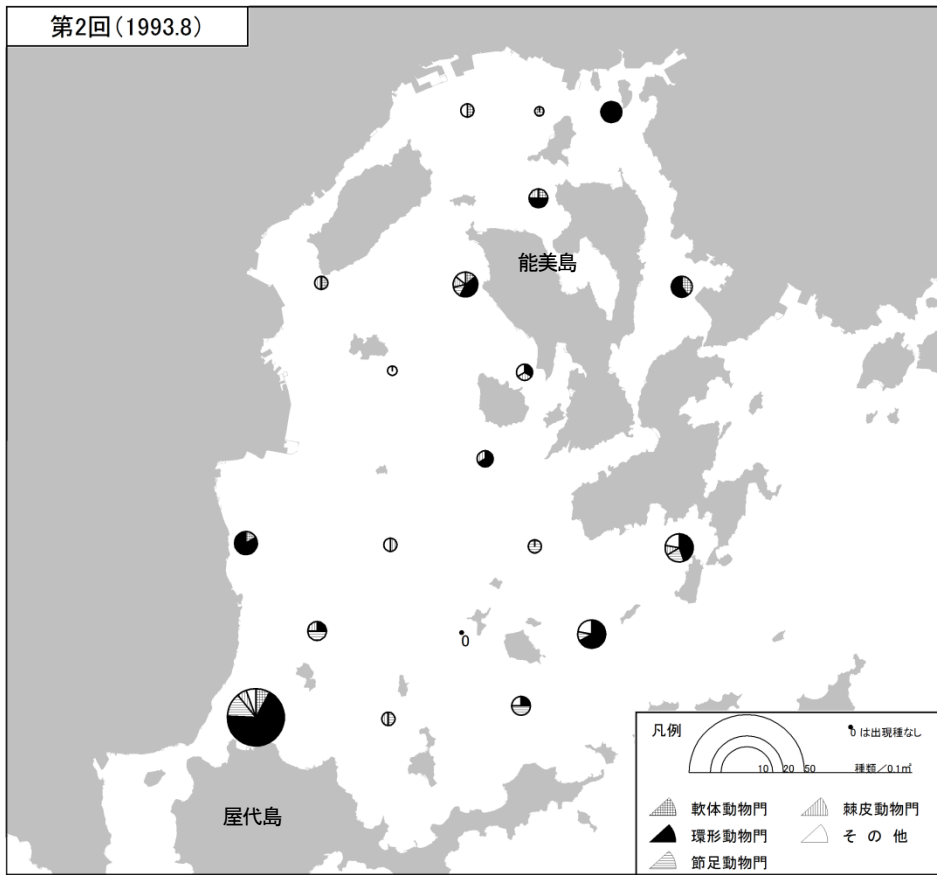 第2回(1993.8)
能美島
0
屋代島
凡例
0 は出現種なし
10 20 50 種類/0.1㎡
軟体動物門
棘皮動物門
環形動物門
その他
節足動物門